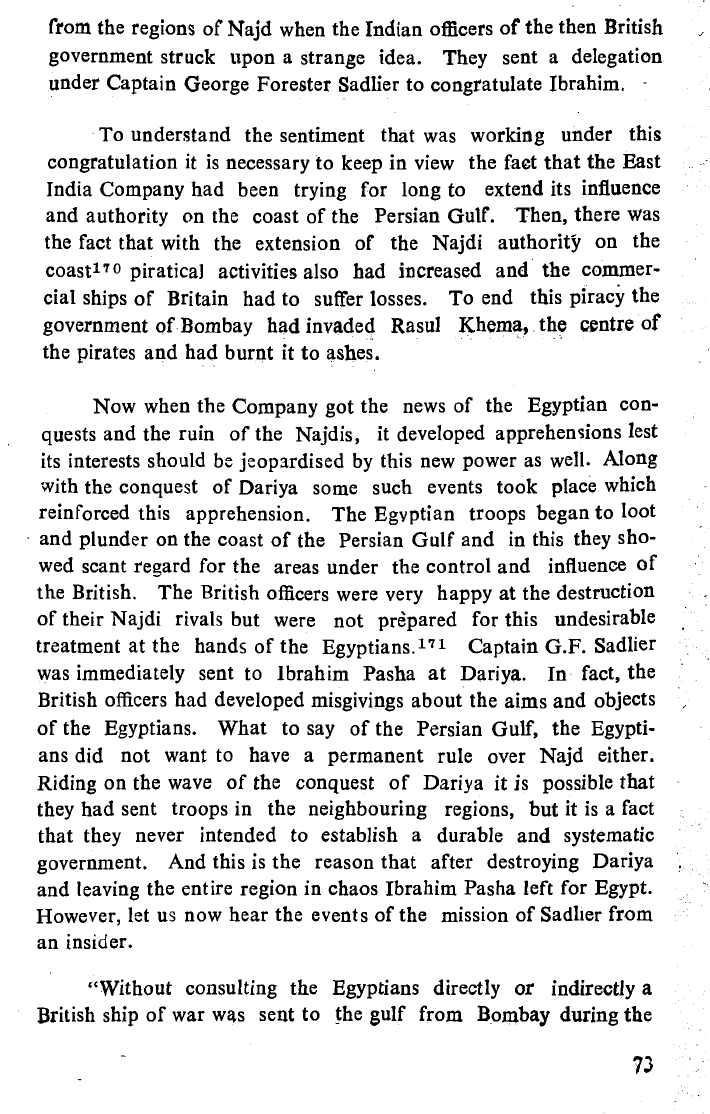 from the regions of Najd when the Indian officers of the then British
government struck upon a strange idea. They sent a delegation
under Captain George Forester Sadlier to congratulate Ibrahim.
To understand the sentiment that was working under this
congratulation it is necessary to keep in view the fact that the East
India Company had been trying for long to extend its influence
and authority on the coast of the Persian Gulf. Then, there was
the fact that with the extension of the Najdi authority on the
coast¹⁷⁰ piratical activities also had increased and the commer-
cial ships of Britain had to suffer losses. To end this piracy the
government of Bombay had invaded Rasul Khema, the centre of
the pirates and had burnt it to ashes.
Now when the Company got the news of the Egyptian con-
quests and the ruin of the Najdis, it developed apprehensions lest
its interests should be jeopardised by this new power as well. Along
with the conquest of Dariya some such events took place which
reinforced this apprehension. The Egyptian troops began to loot
and plunder on the coast of the Persian Gulf and in this they sho-
wed scant regard for the areas under the control and influence of
the British. The British officers were very happy at the destruction
of their Najdi rivals but were not prepared for this undesirable
treatment at the hands of the Egyptians.¹⁷¹ Captain G.F. Sadlier
was immediately sent to Ibrahim Pasha at Dariya. In fact, the
British officers had developed misgivings about the aims and objects
of the Egyptians. What to say of the Persian Gulf, the Egypti-
ans did not want to have a permanent rule over Najd either.
Riding on the wave of the conquest of Dariya it is possible that
they had sent troops in the neighbouring regions, but it is a fact
that they never intended to establish a durable and systematic
government. And this is the reason that after destroying Dariya
and leaving the entire region in chaos Ibrahim Pasha left for Egypt.
However, let us now hear the events of the mission of Sadlier from
an insider.
"Without consulting the Egyptians directly or indirectly a
British ship of war was sent to the gulf from Bombay during the
73